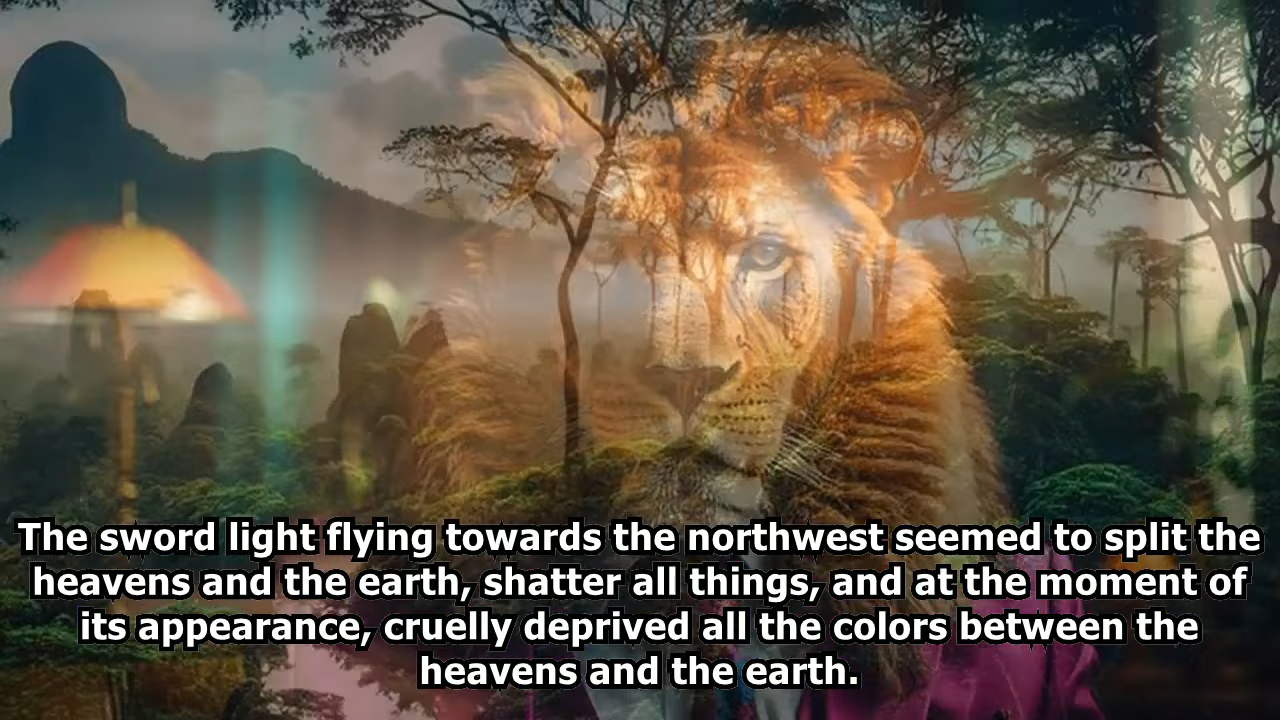 The sword light flying towards the northwest seemed to split the
heavens and the earth, shatter all things, and at the moment of
its appearance, cruelly deprived all the colors between the
heavens and the earth.